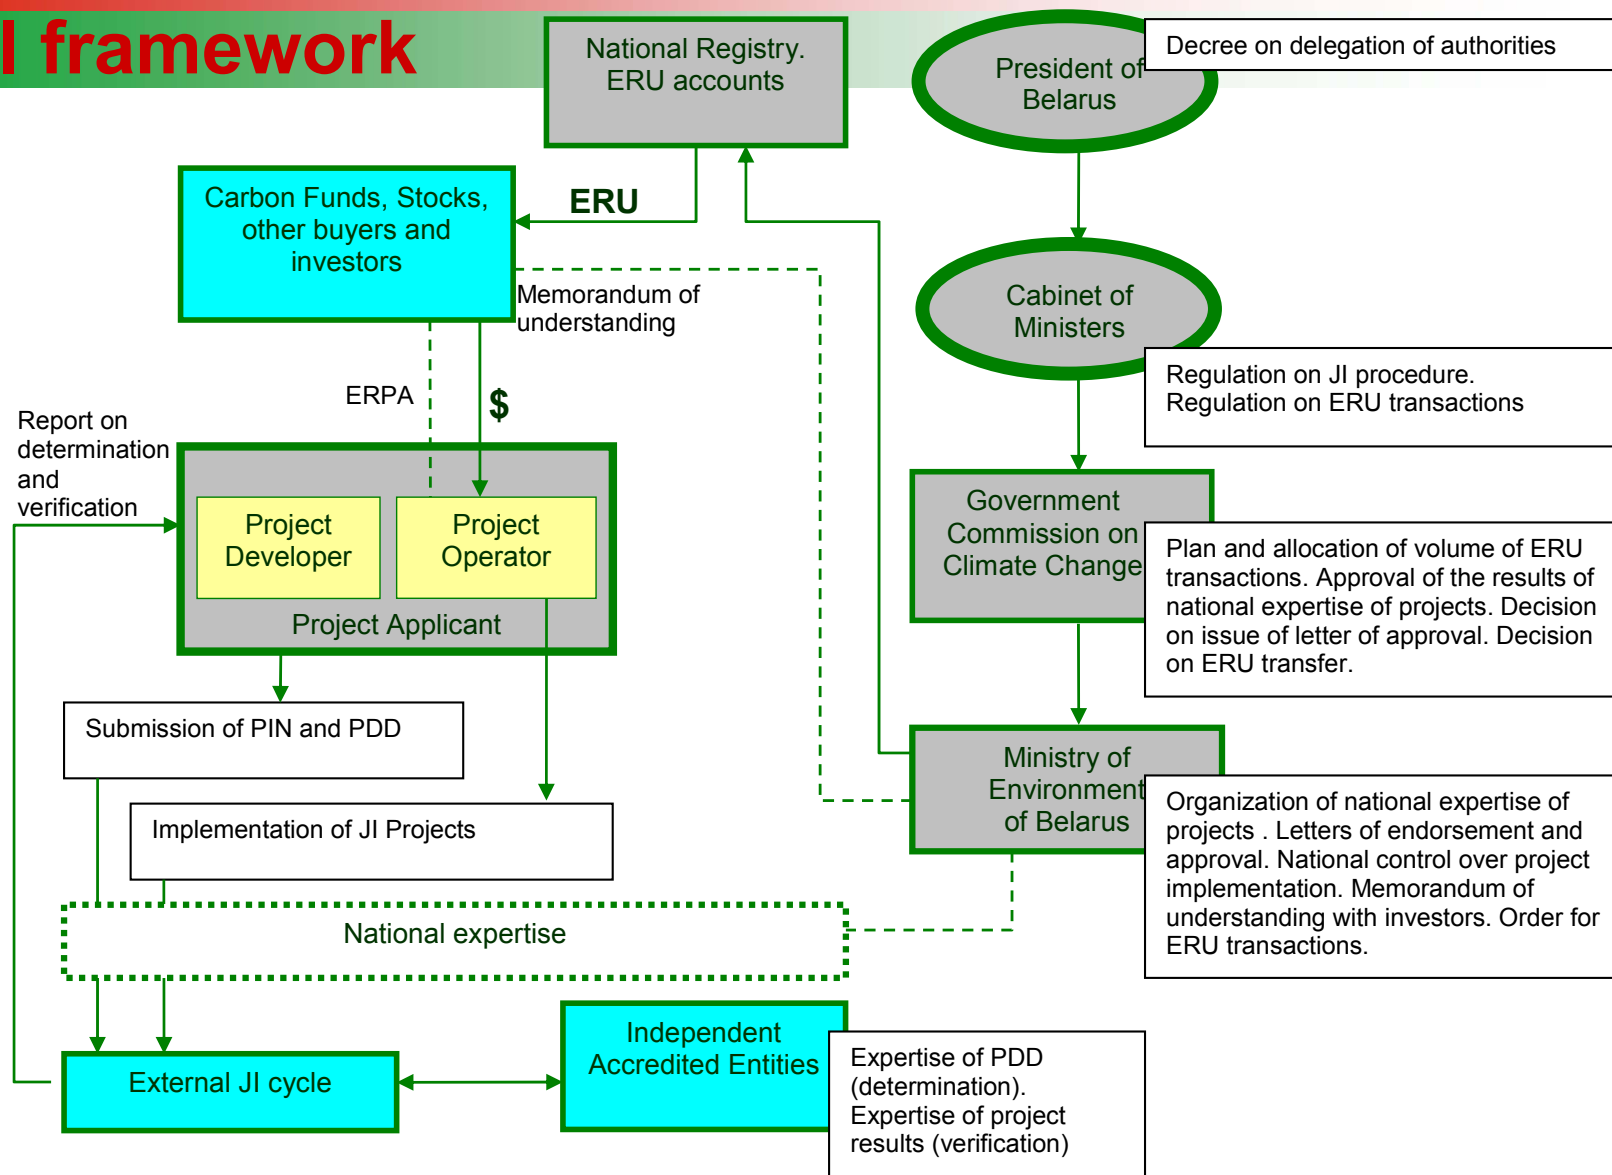 I framework
National Registry.
ERU accounts
President of
Belarus
Decree on delegation of authorities
Carbon Funds, Stocks,
other buyers and
investors
ERU
Memorandum of
understanding
Cabinet of
Ministers
Regulation on JI procedure.
Regulation on ERU transactions
ERPA
$
Report on
determination
and
verification
Project
Developer
Project
Operator
Project Applicant
Government
Commission on
Climate Change
Plan and allocation of volume of ERU
transactions. Approval of the results of
national expertise of projects. Decision
on issue of letter of approval. Decision
on ERU transfer.
Submission of PIN and PDD
Implementation of JI Projects
Ministry of
Environment
of Belarus
Organization of national expertise of
projects . Letters of endorsement and
approval. National control over project
implementation. Memorandum of
understanding with investors. Order for
ERU transactions.
National expertise
External JI cycle
Independent
Accredited Entities
Expertise of PDD
(determination).
Expertise of project
results (verification)